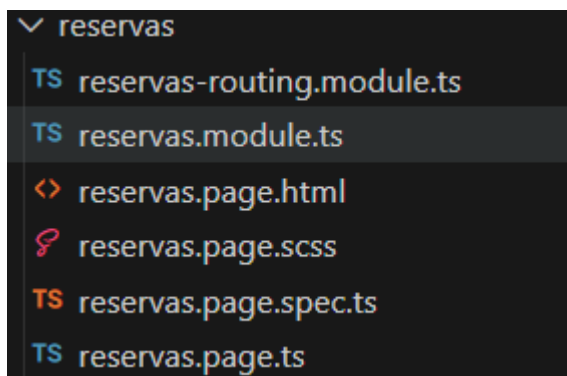 reservas
TS reservas-routing.module.ts
TS reservas.module.ts
<> reservas.page.html
reservas.page.scss
TS reservas.page.spec.ts
TS reservas.page.ts